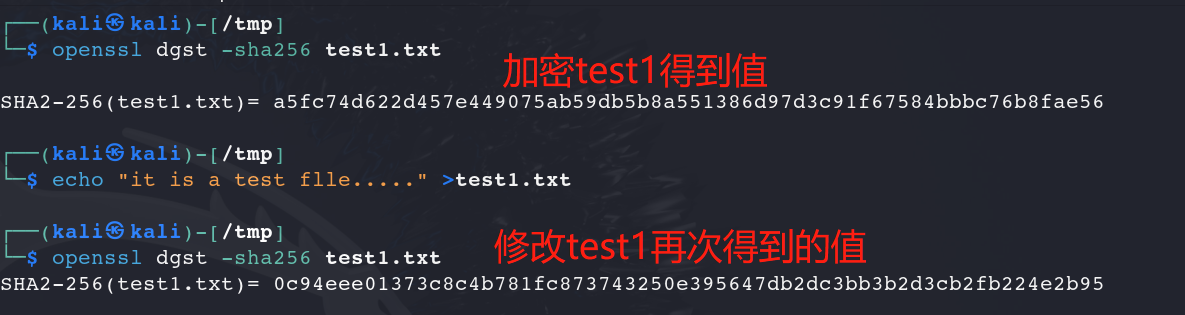 ┌──(kali㉿kali)-[/tmp]
└─$ openssl dgst -sha256 test1.txt
加密test1得到值
SHA2-256(test1.txt)= a5fc74d622d457e449075ab59db5b8a551386d97d3c91f67584bbbc76b8fae56
┌──(kali㉿kali)-[/tmp]
└─$ echo "it is a test flle....." >test1.txt
┌──(kali㉿kali)-[/tmp]
修改test1再次得到的值
└─$ openssl dgst -sha256 test1.txt
SHA2-256(test1.txt)= 0c94eee01373c8c4b781fc873743250e395647db2dc3bb3b2d3cb2fb224e2b95